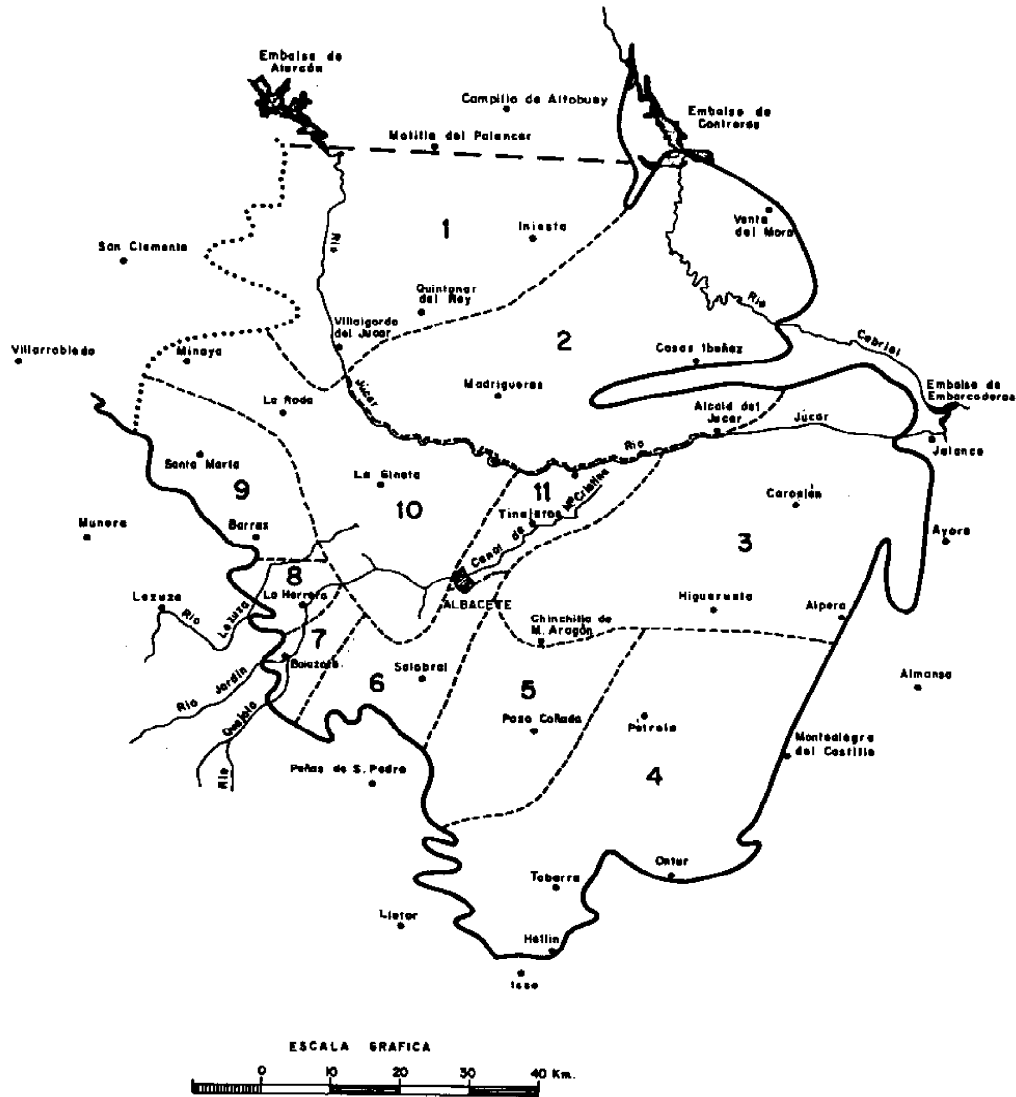 Embalse de
Alarcón
Campillo de Altobuey
Embalse de
Contreras
Motilla del Palancar
1
Iniesta
Venta
del Moro
San Clemente
Río
Quintanar
del Rey
Río
Villalgordo
del Júcar
2
Cabriel
Villarrobledo
Minaya
Casas Ibañez
Júcar
Madrigueras
Embalse de
Embarcaderos
La Roda
Alcalá del
Jucar
Júcar
Río
Jalance
Santa Marta
La Gineta
11
Mª Cristina
9
10
Tinajeros
Carcelén
Canal de
Munera
Barrax
3
Ayora
8
Lezuza
La Herrera
ALBACETE
Higueruela
Alpera
Río
Lezuza
Chinchilla de
M. Aragón
7
Balazote
Salobral
6
5
Almansa
Río Jardín
Pozo Cañada
Pétrola
Quejola
Río
Montealegre
del Castillo
4
Peñas de S. Pedro
Ontur
Tobarra
Lietor
Hellín
Isso
ESCALA GRAFICA
0 10 20 30 40 Km.